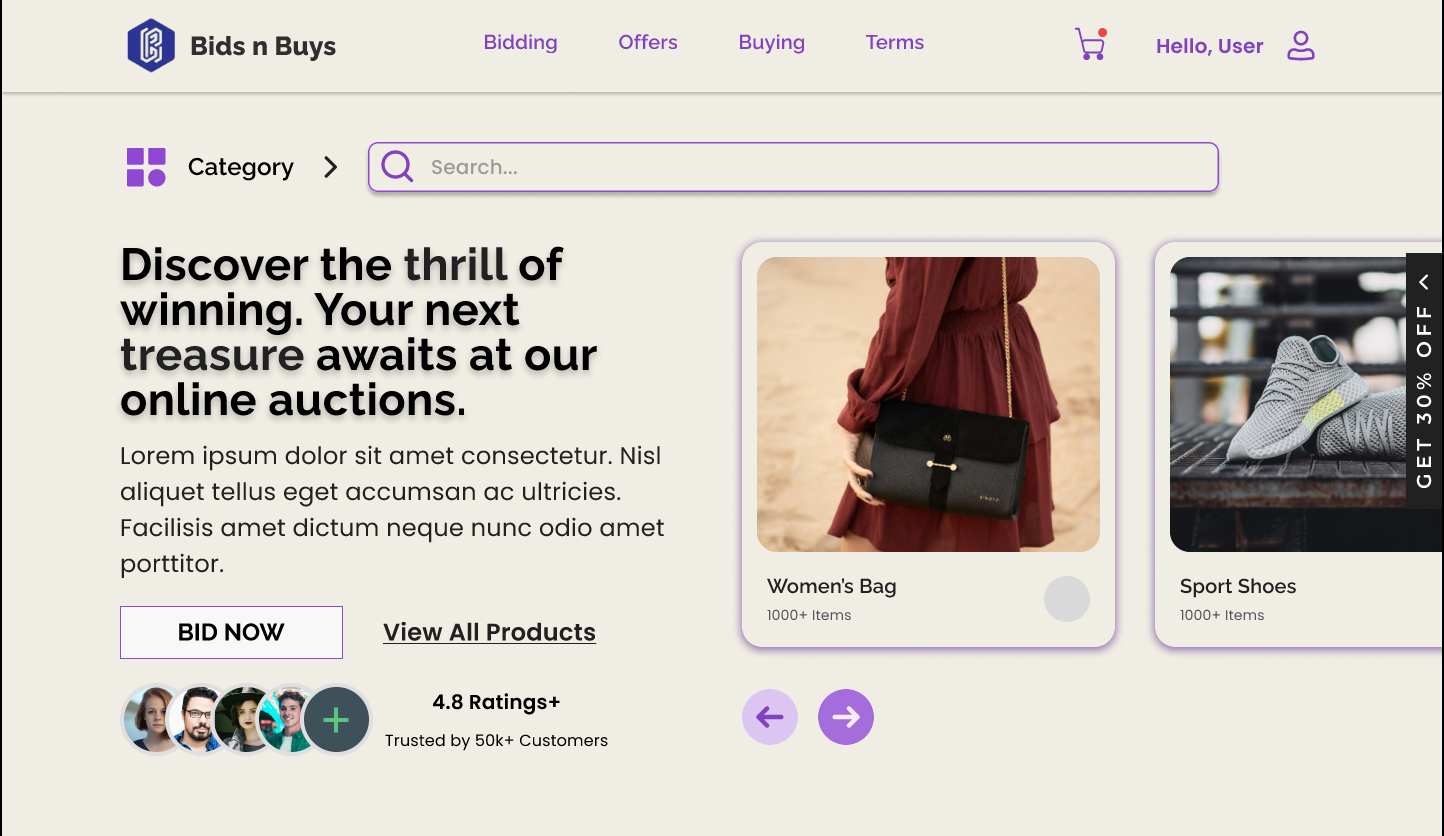 Bids n Buys
Bidding
Offers
Buying
Terms
Hello, User
Category
Search...
Discover the thrill of
winning. Your next
treasure awaits at our
online auctions.
Lorem ipsum dolor sit amet consectetur. Nisl
aliquet tellus eget accumsan ac ultricies.
Facilisis amet dictum neque nunc odio amet
porttitor.
BID NOW
View All Products
4.8 Ratings+
Trusted by 50k+ Customers
Women's Bag
1000+ Items
Sport Shoes
1000+ Items
GET 30% OFF